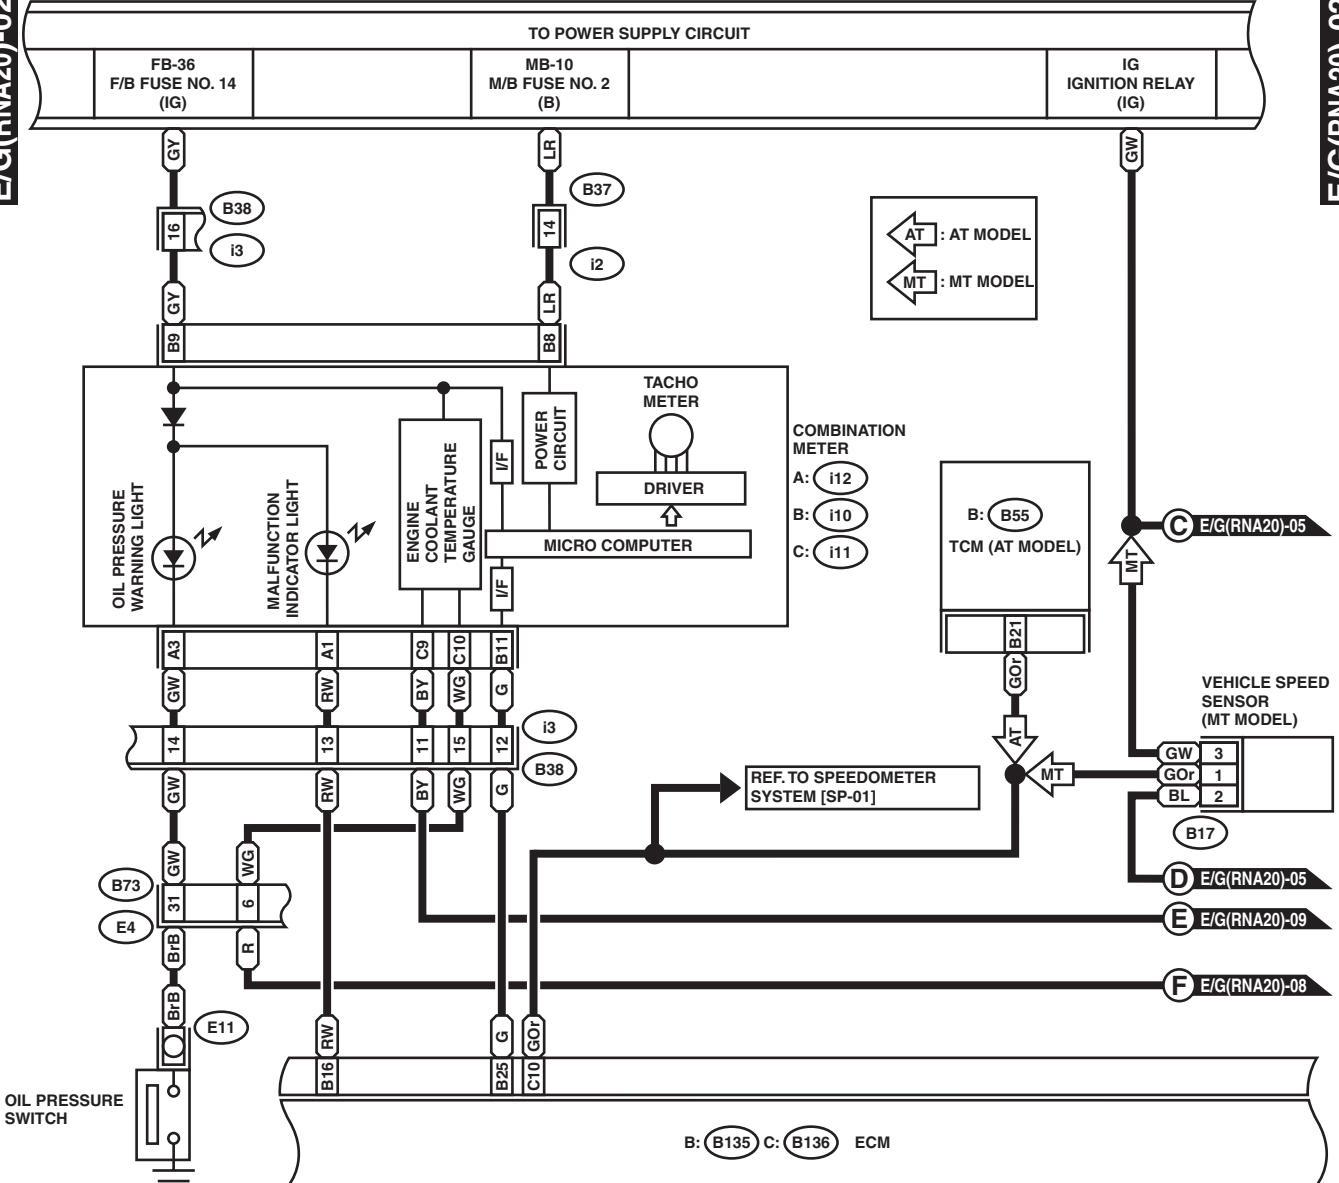 E/G(RNA20)-02
E/G(RNA20)-02
TO POWER SUPPLY CIRCUIT
FB-36
F/B FUSE NO. 14
(IG)
MB-10
M/B FUSE NO. 2
(B)
IG
IGNITION RELAY
(IG)
GY
LR
GW
B38
B37
16
14
i3
i2
GY
LR
B9
B8
AT : AT MODEL
MT : MT MODEL
TACHO
METER
DRIVER
MICRO COMPUTER
POWER
CIRCUIT
I/F
I/F
ENGINE
COOLANT
TEMPERATURE
GAUGE
MALFUNCTION
INDICATOR LIGHT
OIL PRESSURE
WARNING LIGHT
COMBINATION
METER
A: i12
B: i10
C: i11
B: B55
TCM (AT MODEL)
B21
GOr
AT
MT
C E/G(RNA20)-05
A3
A1
C9
C10
B11
GW
RW
BY
WG
G
14
13
11
15
12
i3
B38
GW
RW
BY
WG
G
VEHICLE SPEED
SENSOR
(MT MODEL)
GW 3
GOr 1
BL 2
MT
B17
REF. TO SPEEDOMETER
SYSTEM [SP-01]
D E/G(RNA20)-05
E E/G(RNA20)-09
F E/G(RNA20)-08
GW
WG
B73
31
6
E4
BrB
R
BrB
E11
RW
G
GOr
B16
B25
C10
OIL PRESSURE
SWITCH
B: B135 C: B136 ECM